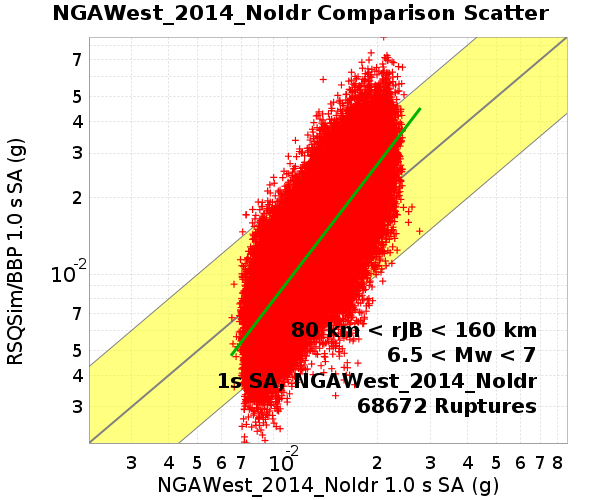 NGAWest_2014_NoIdr Comparison Scatter
RSQSim/BBP 1.0 s SA (g)
7
5
4
3
2
10-2
7
5
4
3
80 km < rJB < 160 km
6.5 < Mw < 7
1s SA, NGAWest_2014_NoIdr
68672 Ruptures
3 4 5 6 7 10-2 2 3 4 5 6 7 8
NGAWest_2014_NoIdr 1.0 s SA (g)